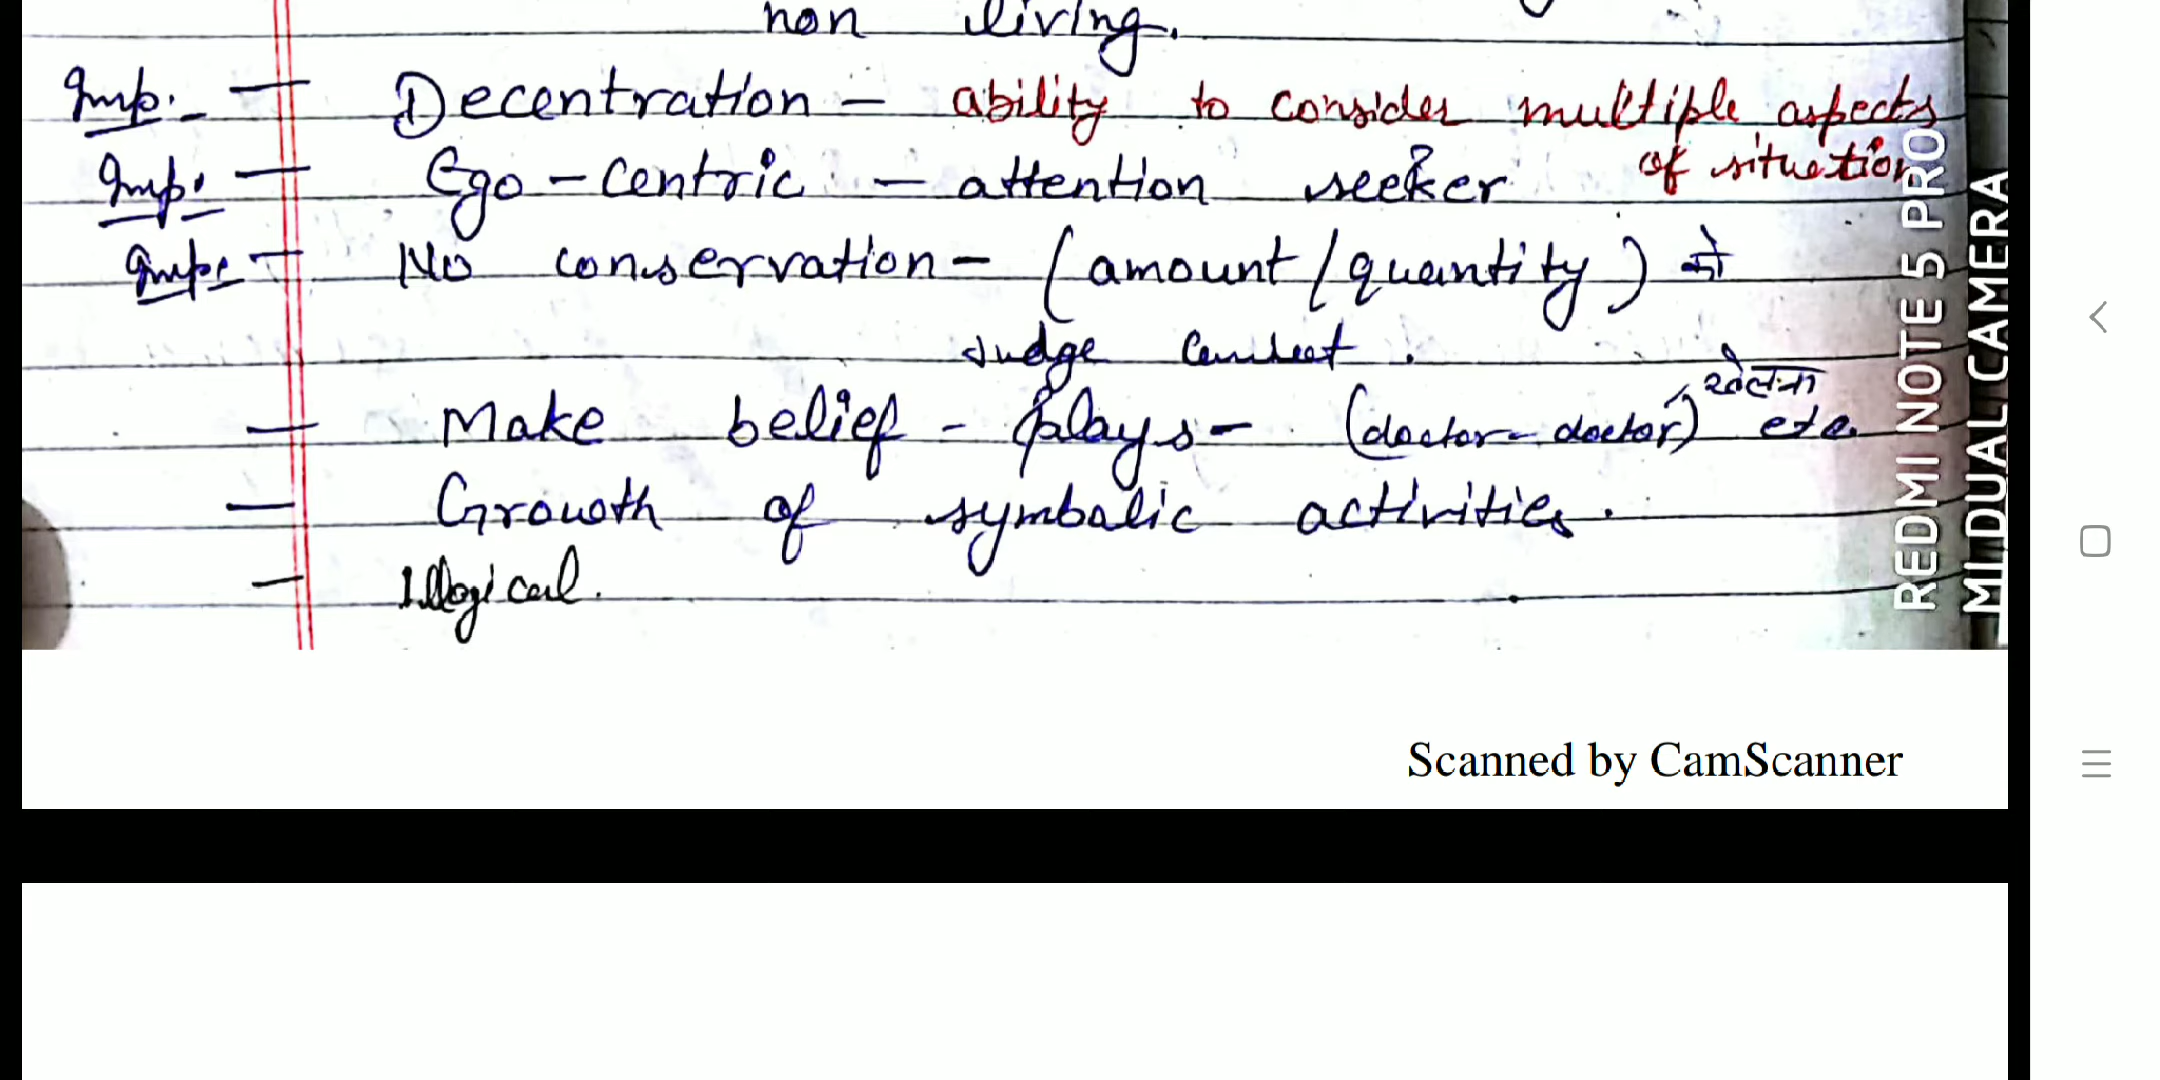 non living.
Imp. — Decentration — ability to consider multiple aspects
of situation
Imp. — Ego-centric — attention seeker
Imp. — No conservation - (amount/quantity) को
Judge
— Make belief - plays - (doctor-doctor) खेलना etc.
— Growth of symbolic activities.
— Illogical.
REDMI NOTE 5 PRO
MI DUAL CAMERA
Scanned by CamScanner